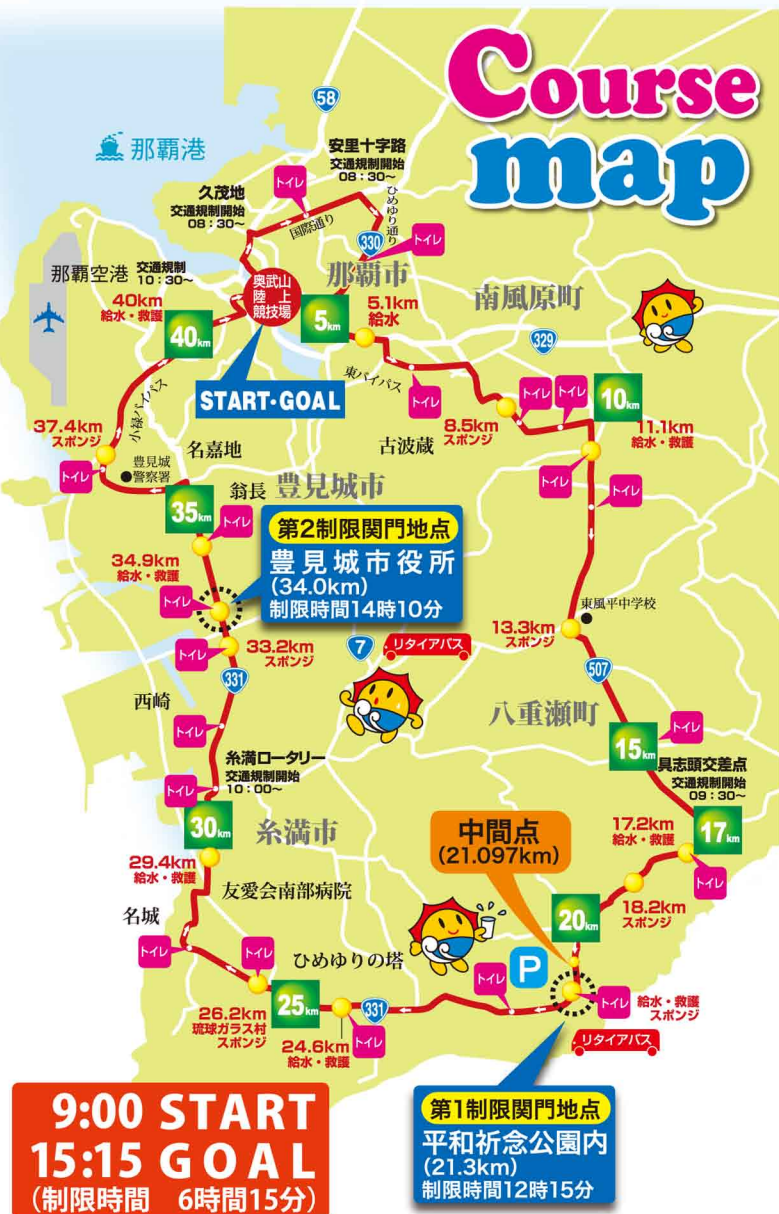 Course
map
58
那覇港
安里十字路
交通規制開始
08：30～
久茂地
交通規制開始
08：30～
トイレ
国際通り
ひめゆり通り
330
トイレ
那覇空港
交通規制
10：30～
奥武山
陸上
競技場
那覇市
南風原町
40km
給水・救護
40km
5km
5.1km
給水
329
START・GOAL
東バイパス
トイレ
8.5km
スポンジ
トイレ
トイレ
10km
11.1km
給水・救護
37.4km
スポンジ
小禄バイパス
名嘉地
古波蔵
トイレ
豊見城
警察署
トイレ
トイレ
翁長
豊見城市
35km
トイレ
第2制限関門地点
豊見城市役所
(34.0km)
制限時間14時10分
34.9km
給水・救護
トイレ
東風平中学校
トイレ
33.2km
スポンジ
7
リタイアバス
13.3km
スポンジ
331
507
西崎
トイレ
八重瀬町
15km
トイレ
糸満ロータリー
交通規制開始
10：00～
具志頭交差点
交通規制開始
09：30～
トイレ
30km
糸満市
中間点
(21.097km)
17.2km
給水・救護
17km
29.4km
給水・救護
トイレ
友愛会南部病院
18.2km
スポンジ
名城
20km
トイレ
ひめゆりの塔
P
トイレ
トイレ
トイレ
給水・救護
スポンジ
26.2km
琉球ガラス村
スポンジ
25km
331
24.6km
給水・救護
トイレ
リタイアバス
9:00 START
15:15 GOAL
(制限時間 6時間15分)
第1制限関門地点
平和祈念公園内
(21.3km)
制限時間12時15分